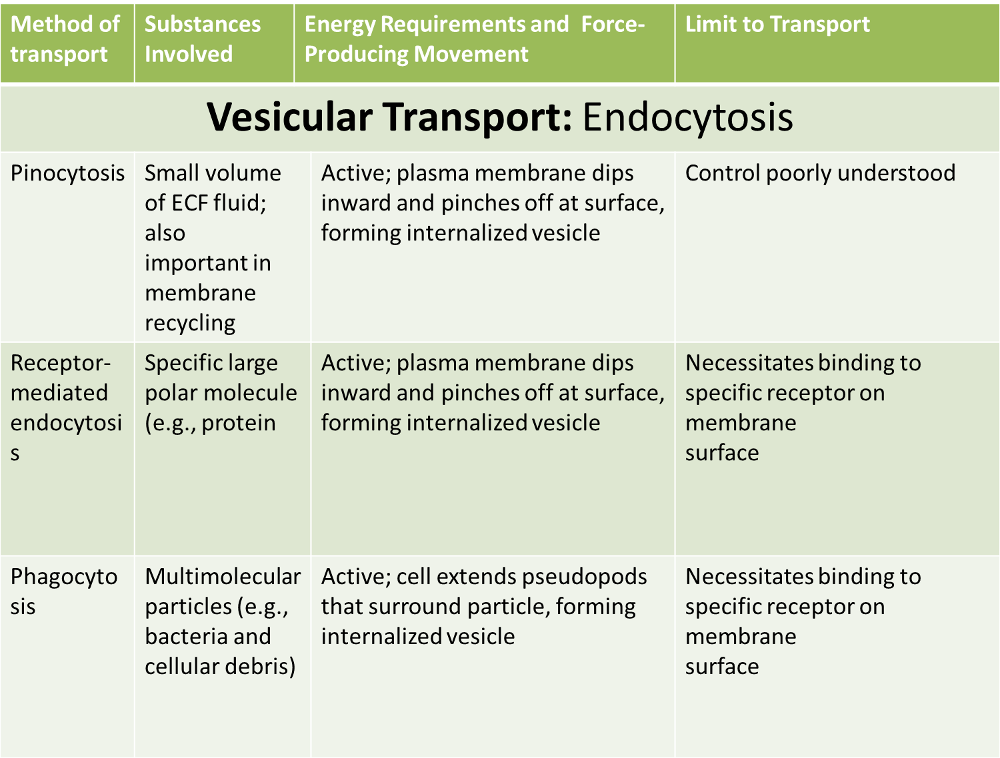 Method of
transport
Substances
Involved
Energy Requirements and Force-
Producing Movement
Limit to Transport
Vesicular Transport: Endocytosis
Pinocytosis
Small volume
of ECF fluid;
also
important in
membrane
recycling
Active; plasma membrane dips
inward and pinches off at surface,
forming internalized vesicle
Control poorly understood
Receptor-
mediated
endocytosi
s
Specific large
polar molecule
(e.g., protein
Active; plasma membrane dips
inward and pinches off at surface,
forming internalized vesicle
Necessitates binding to
specific receptor on
membrane
surface
Phagocyto
sis
Multimolecular
particles (e.g.,
bacteria and
cellular debris)
Active; cell extends pseudopods
that surround particle, forming
internalized vesicle
Necessitates binding to
specific receptor on
membrane
surface